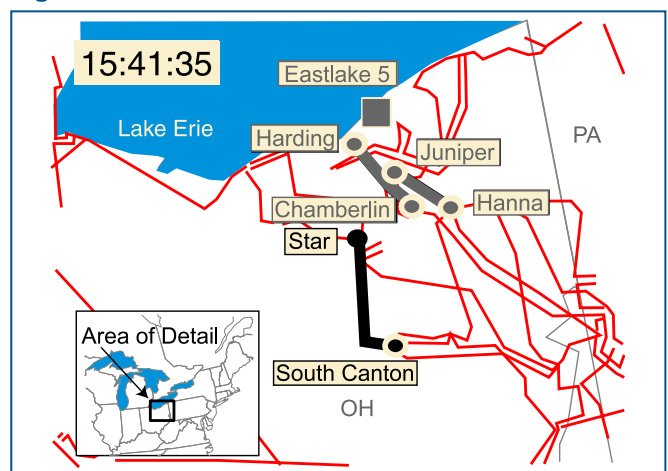 15:41:35
Eastlake 5
Lake Erie
Harding
PA
Juniper
Chamberlin
Hanna
Star
Area of Detail
South Canton
OH